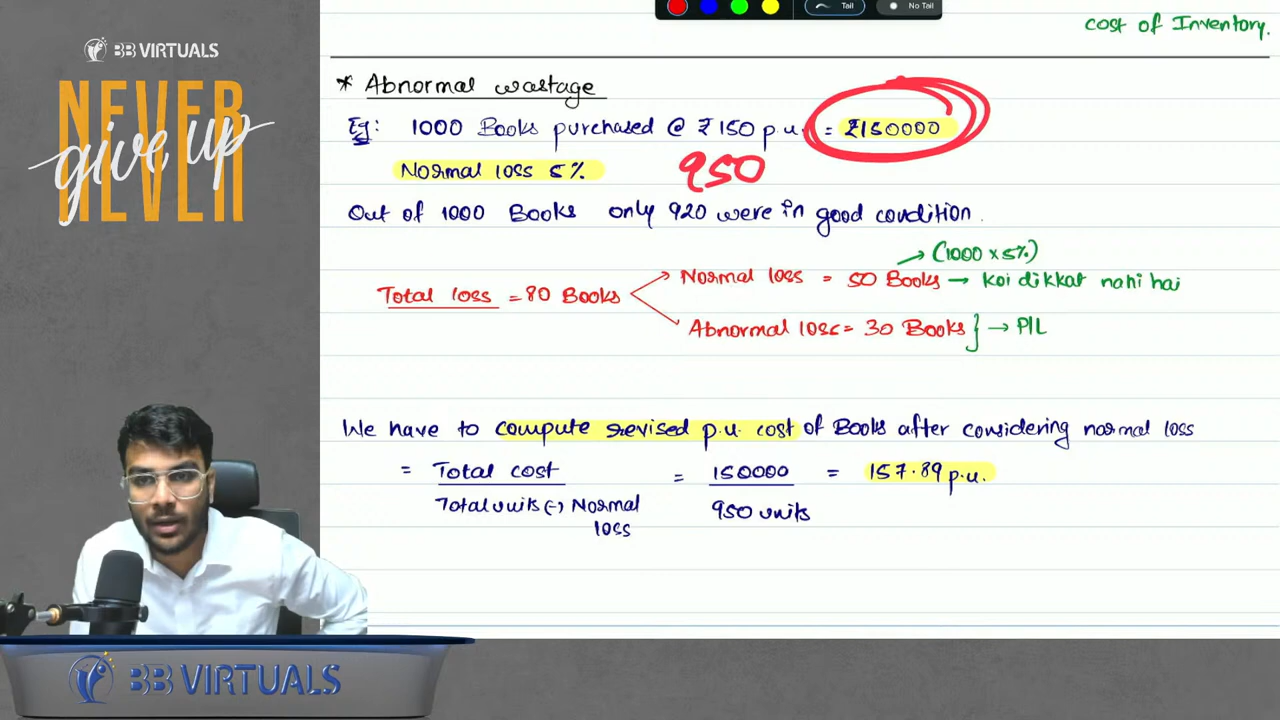 Tail
No Tail
cost of Inventory.
BB VIRTUALS
NEVER
give up
NEVER
* Abnormal wastage
Eg: 1000 Books purchased @ ₹150 p.u. = ₹150000
Normal loss 5%
950
Out of 1000 Books only 920 were in good condition.
(1000 x 5%)
Normal loss = 50 Books → koi dikkat nahi hai
Total loss = 80 Books
Abnormal loss = 30 Books } → P/L
We have to compute revised p.u. cost of Books after considering normal loss
= Total cost = 150000 = 157.89 p.u.
Total units (-) Normal loss 950 units
BB VIRTUALS